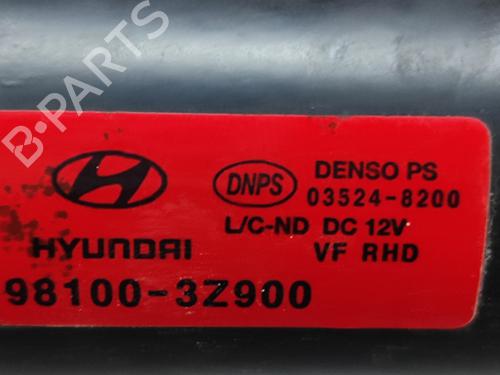 B-PARTS
DENSO PS
DNPS
03524-8200
L/C-ND DC 12V
HYUNDAI
VF RHD
98100-3Z900